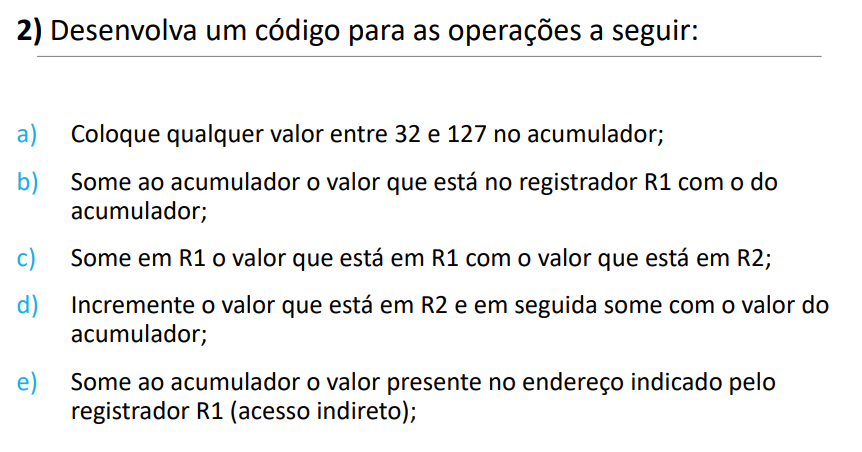 2) Desenvolva um código para as operações a seguir:
a) Coloque qualquer valor entre 32 e 127 no acumulador;
b) Some ao acumulador o valor que está no registrador R1 com o do
acumulador;
c) Some em R1 o valor que está em R1 com o valor que está em R2;
d) Incremente o valor que está em R2 e em seguida some com o valor do
acumulador;
e) Some ao acumulador o valor presente no endereço indicado pelo
registrador R1 (acesso indireto);